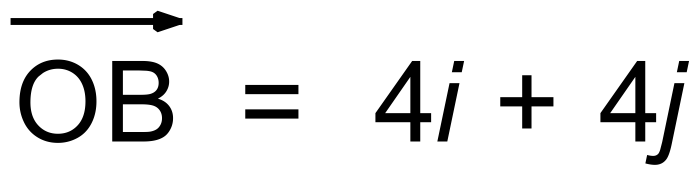 OB⃗ = 4i + 4j